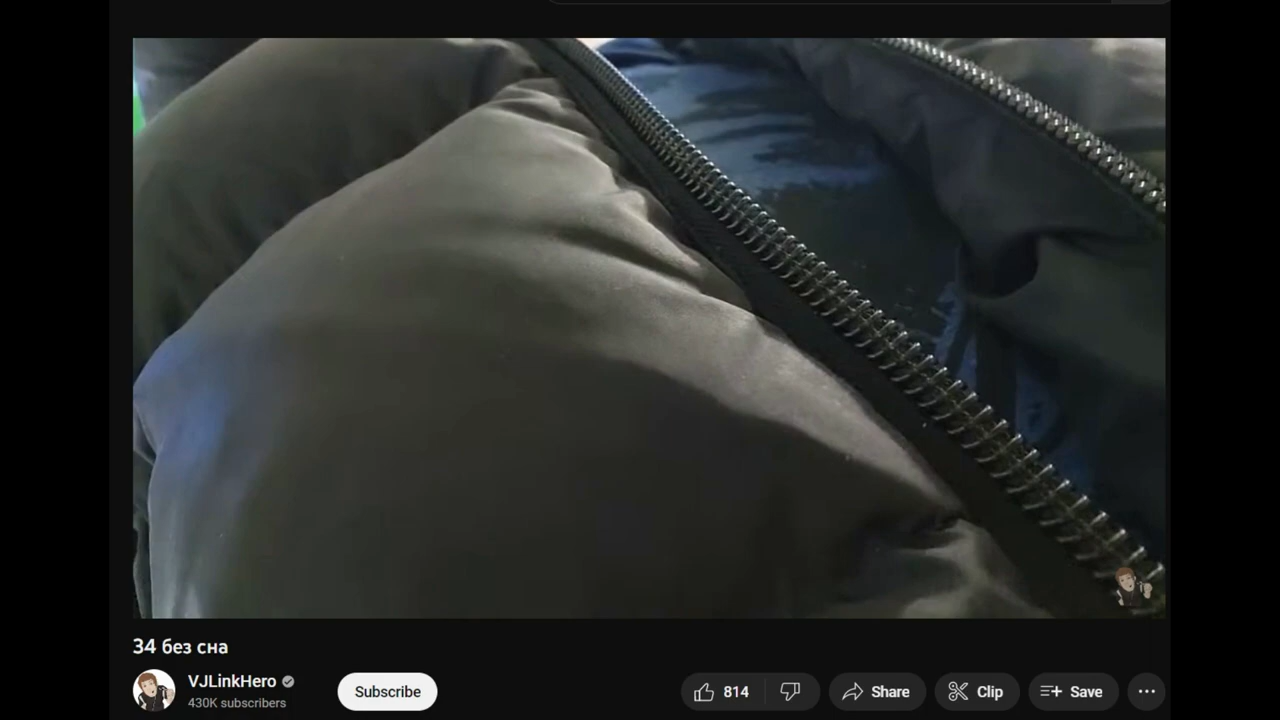 34 без сна
VJLinkHero
430K subscribers
Subscribe
814
Share
Clip
Save